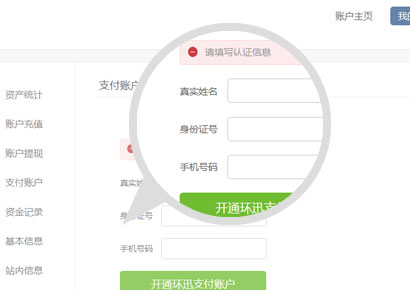 账户主页
我的
支付账户
资产统计
账户充值
账户提现
支付账户
资金记录
基本信息
站内信息
请填写认证信息
真实姓名
身份证号
手机号码
开通环迅支
真实姓
身份证号
手机号码
开通环迅支付账户